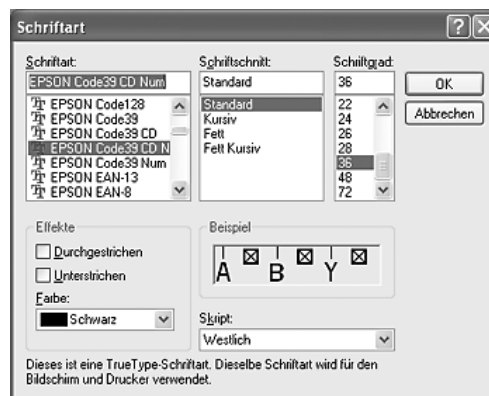 Schriftart
Schriftart:
EPSON Code39 CD Num
EPSON Code128
EPSON Code39
EPSON Code39 CD
EPSON Code39 CD N
EPSON Code39 Num
EPSON EAN-13
EPSON EAN-8
Schriftschnitt:
Standard
Standard
Kursiv
Fett
Fett Kursiv
Schriftgrad:
36
22
24
26
28
36
48
72
OK
Abbrechen
Effekte
Durchgestrichen
Unterstrichen
Farbe:
Schwarz
Beispiel
A B Y
Skript:
Westlich
Dieses ist eine TrueType-Schriftart. Dieselbe Schriftart wird für den
Bildschirm und Drucker verwendet.